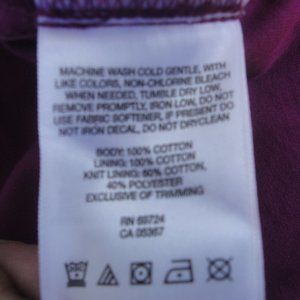 MACHINE WASH COLD GENTLE, WITH
LIKE COLORS, NON-CHLORINE BLEACH
WHEN NEEDED, TUMBLE DRY LOW,
REMOVE PROMPTLY, IRON LOW, DO NOT
USE FABRIC SOFTENER, IF PRESENT DO
NOT IRON DECAL, DO NOT DRYCLEAN
BODY: 100% COTTON
LINING: 100% COTTON
KNIT LINING: 60% COTTON,
40% POLYESTER
EXCLUSIVE OF TRIMMING
RN 69724
CA 05367